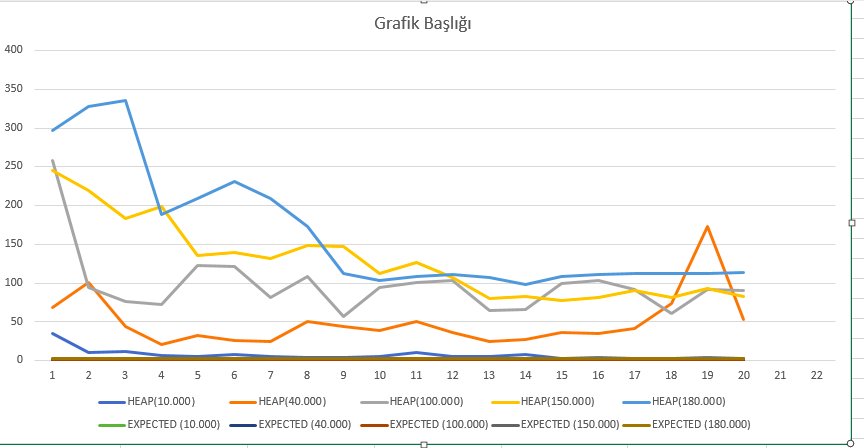 Grafik Başlığı
400
350
300
250
200
150
100
50
0
1 2 3 4 5 6 7 8 9 10 11 12 13 14 15 16 17 18 19 20 21 22
HEAP(10.000) HEAP(40.000) HEAP(100.000) HEAP(150.000) HEAP(180.000)
EXPECTED (10.000) EXPECTED (40.000) EXPECTED (100.000) EXPECTED (150.000) EXPECTED (180.000)